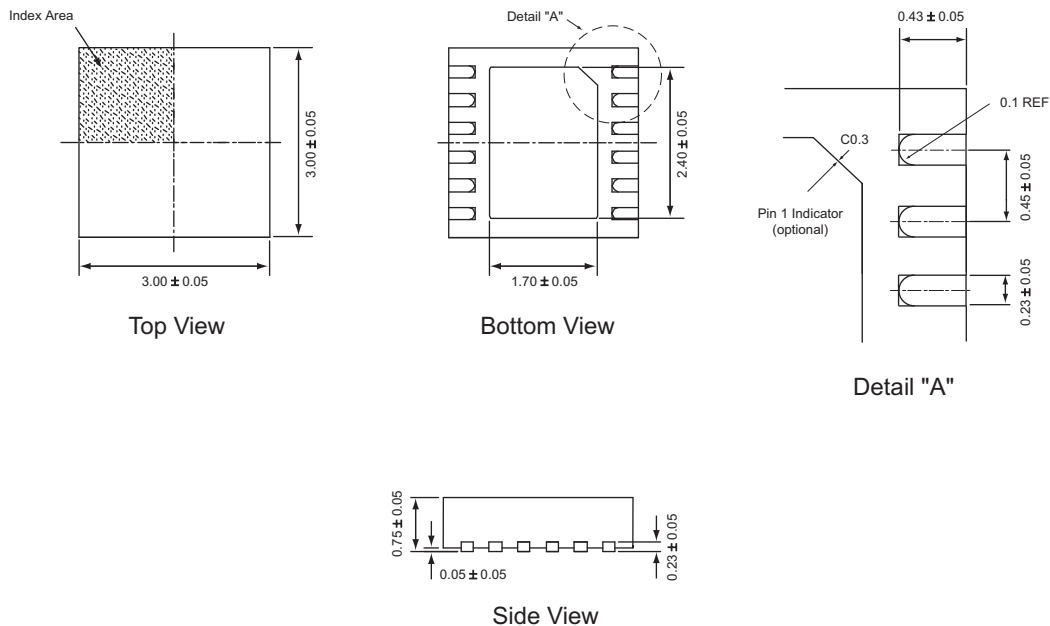 Index Area
3.00 ± 0.05
3.00 ± 0.05
Top View
Detail "A"
2.40 ± 0.05
1.70 ± 0.05
Bottom View
0.43 ± 0.05
0.1 REF
C0.3
Pin 1 Indicator
(optional)
0.45 ± 0.05
0.23 ± 0.05
Detail "A"
0.75 ± 0.05
0.05 ± 0.05
0.23 ± 0.05
Side View